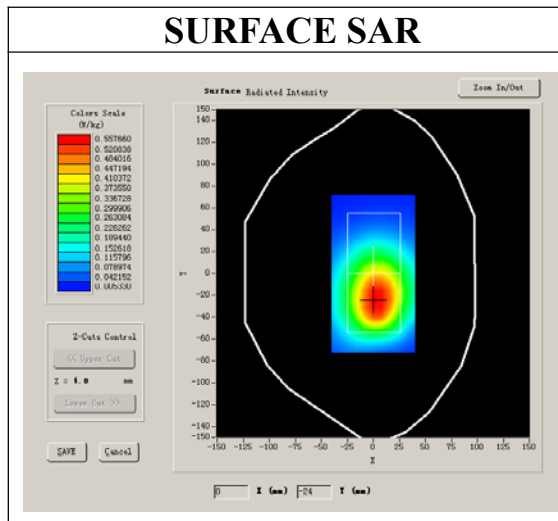 SURFACE SAR
Surface Radiated Intensity
Zoom In/Out
Colors Scale
(W/kg)
0.557660
0.520838
0.484016
0.447194
0.410372
0.373550
0.336728
0.299906
0.263084
0.226262
0.189440
0.152618
0.115796
0.078974
0.042152
0.005330
150
140
120
100
80
60
40
20
0
-20
-40
-60
-80
-100
-120
-140
-150
Y
-150 -125 -100 -75 -50 -25 0 25 50 75 100 125 150
X
Z-Cuts Control
<< Upper Cut
Z = 4.0 mm
Lower Cut >>
SAVE Cancel
0 X (mm) -24 Y (mm)